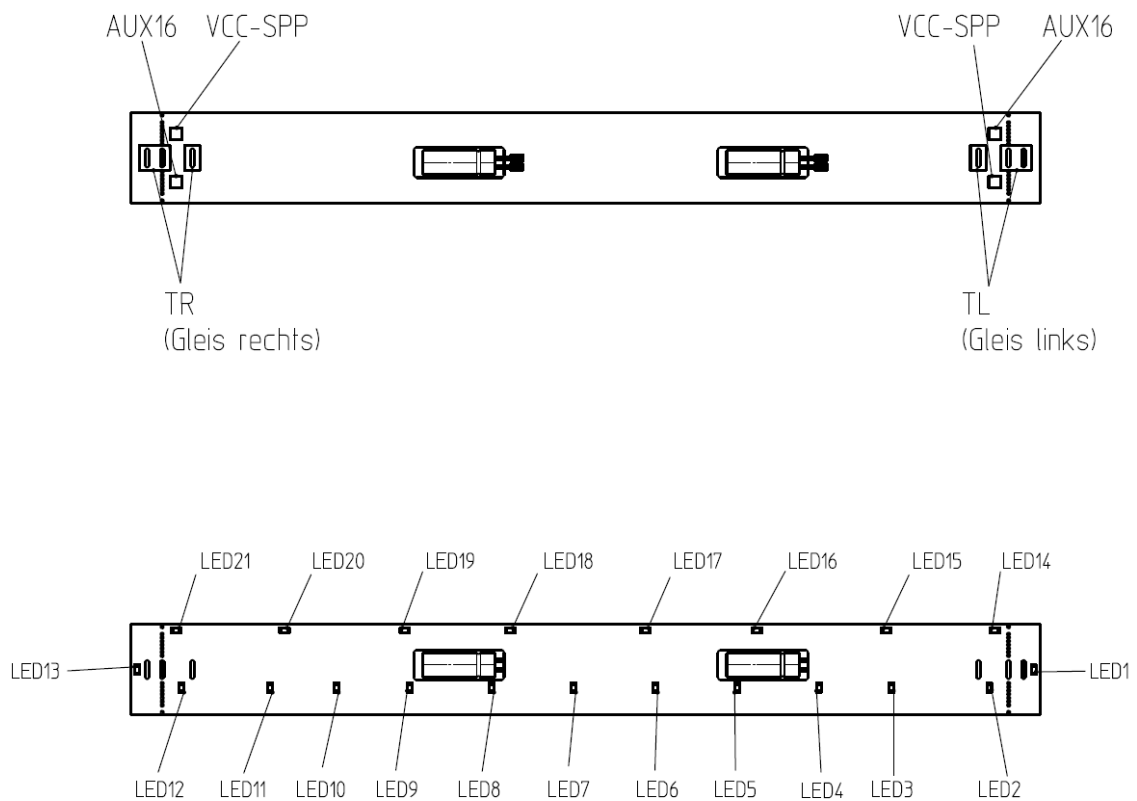 AUX16 VCC-SPP VCC-SPP AUX16
TR TL
(Gleis rechts) (Gleis links)
LED21 LED20 LED19 LED18 LED17 LED16 LED15 LED14
LED13 LED1
LED12 LED11 LED10 LED9 LED8 LED7 LED6 LED5 LED4 LED3 LED2